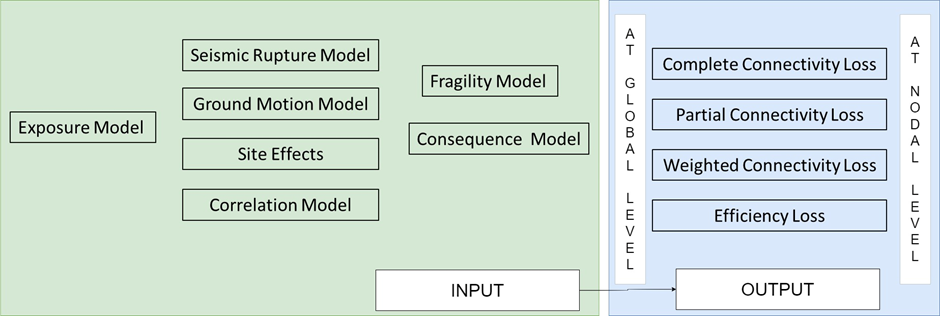 Exposure Model
Seismic Rupture Model
Ground Motion Model
Site Effects
Correlation Model
Fragility Model
Consequence Model
INPUT
AT GLOBAL LEVEL
Complete Connectivity Loss
Partial Connectivity Loss
Weighted Connectivity Loss
Efficiency Loss
AT NODAL LEVEL
OUTPUT